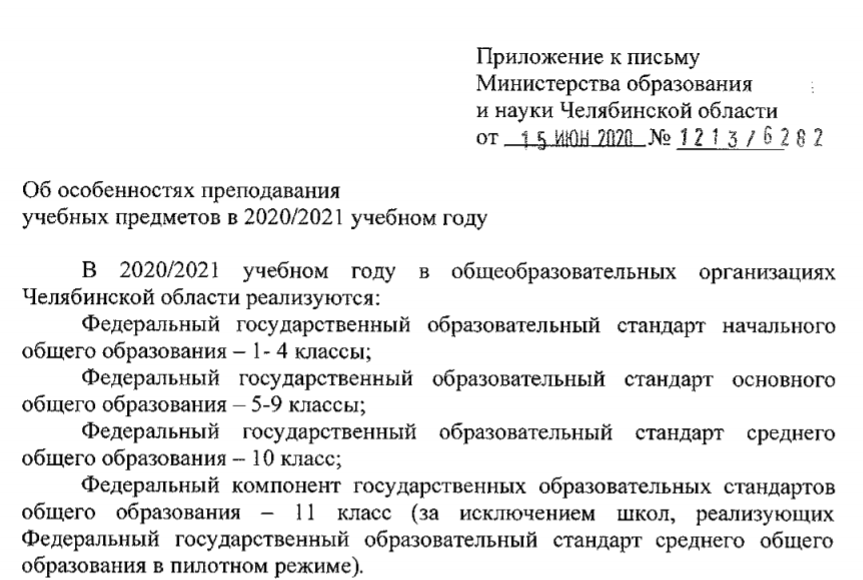 Приложение к письму
Министерства образования
и науки Челябинской области
от 15 ИЮН 2020 № 1213/6282
Об особенностях преподавания
учебных предметов в 2020/2021 учебном году
В 2020/2021 учебном году в общеобразовательных организациях
Челябинской области реализуются:
Федеральный государственный образовательный стандарт начального
общего образования – 1- 4 классы;
Федеральный государственный образовательный стандарт основного
общего образования – 5-9 классы;
Федеральный государственный образовательный стандарт среднего
общего образования – 10 класс;
Федеральный компонент государственных образовательных стандартов
общего образования – 11 класс (за исключением школ, реализующих
Федеральный государственный образовательный стандарт среднего общего
образования в пилотном режиме).